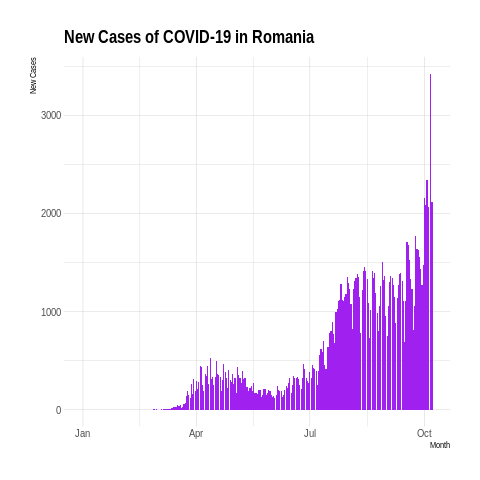 New Cases of COVID-19 in Romania
New Cases
3000
2000
1000
0
Jan Apr Jul Oct
Month